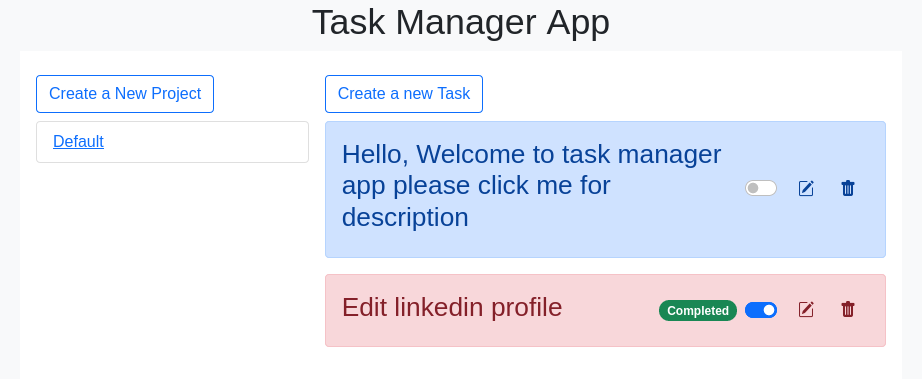 Task Manager App
Create a New Project
Create a new Task
Default
Hello, Welcome to task manager
app please click me for
description
Edit linkedin profile
Completed